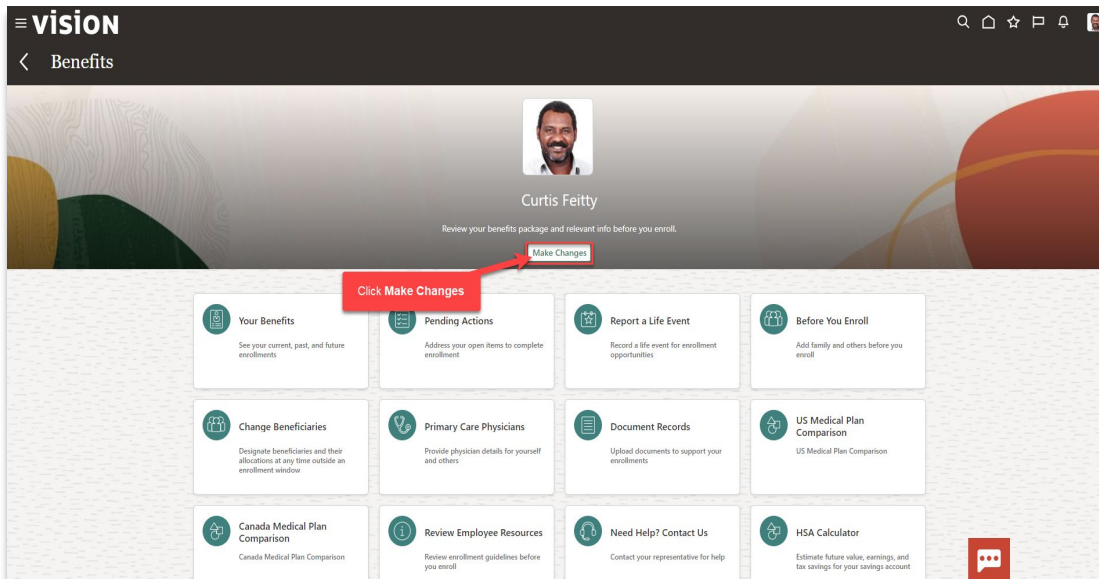 vision
Benefits
Curtis Feitty
Review your benefits package and relevant info before you enroll.
Make Changes
Click Make Changes
Your Benefits
See your current, past, and future
enrollments
Pending Actions
Address your open items to complete
enrollment
Report a Life Event
Record a life event for enrollment
opportunities
Before You Enroll
Add family and others before you
enroll
Change Beneficiaries
Designate beneficiaries and their
allocations at any time outside an
enrollment window
Primary Care Physicians
Provide physician details for yourself
and others
Document Records
Upload documents to support your
enrollments
US Medical Plan
Comparison
US Medical Plan Comparison
Canada Medical Plan
Comparison
Canada Medical Plan Comparison
Review Employee Resources
Review enrollment guidelines before
you enroll
Need Help? Contact Us
Contact your representative for help
HSA Calculator
Estimate future value, earnings, and
tax savings for your savings account